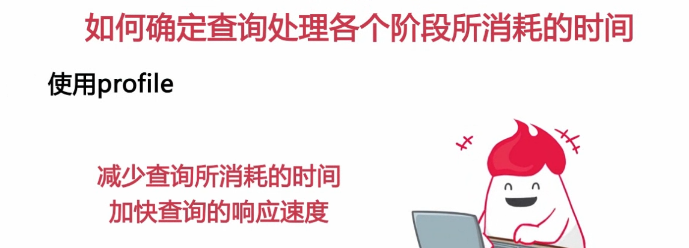 如何确定查询处理各个阶段所消耗的时间
使用profile
减少查询所消耗的时间
加快查询的响应速度